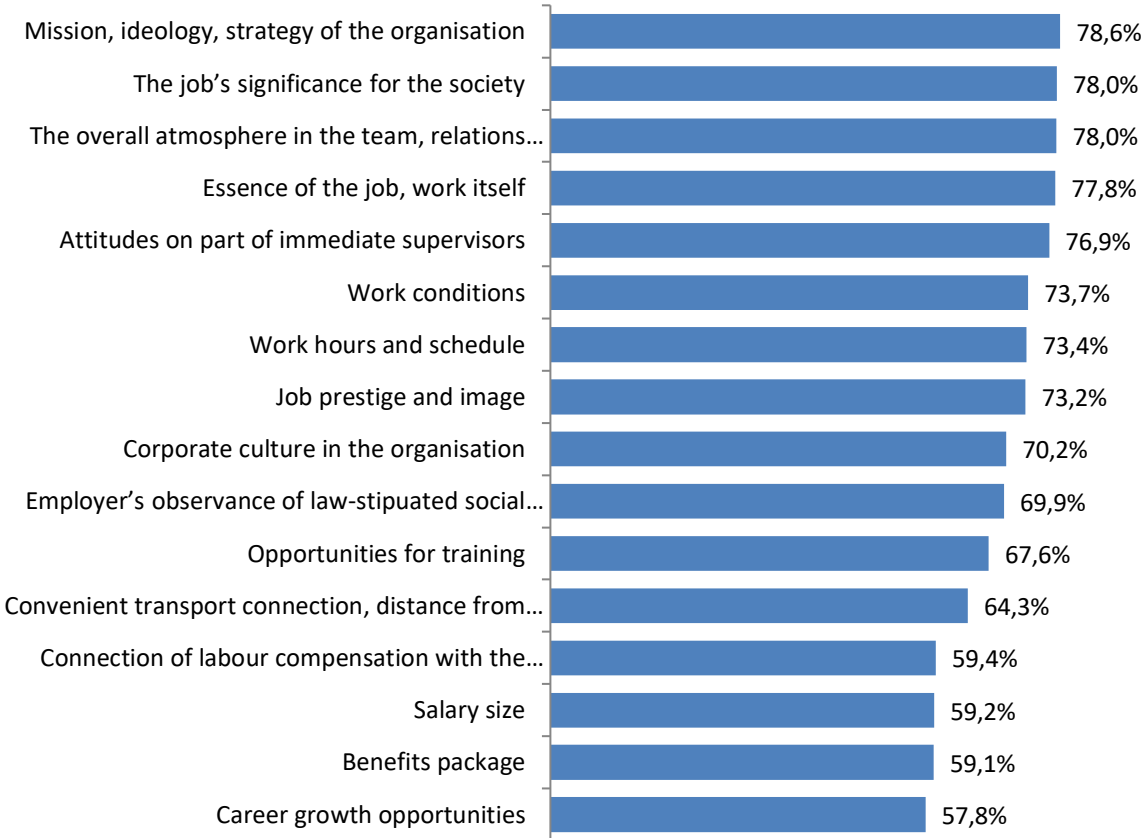 Mission, ideology, strategy of the organisation 78,6%
The job’s significance for the society 78,0%
The overall atmosphere in the team, relations… 78,0%
Essence of the job, work itself 77,8%
Attitudes on part of immediate supervisors 76,9%
Work conditions 73,7%
Work hours and schedule 73,4%
Job prestige and image 73,2%
Corporate culture in the organisation 70,2%
Employer’s observance of law-stipuated social… 69,9%
Opportunities for training 67,6%
Convenient transport connection, distance from… 64,3%
Connection of labour compensation with the… 59,4%
Salary size 59,2%
Benefits package 59,1%
Career growth opportunities 57,8%